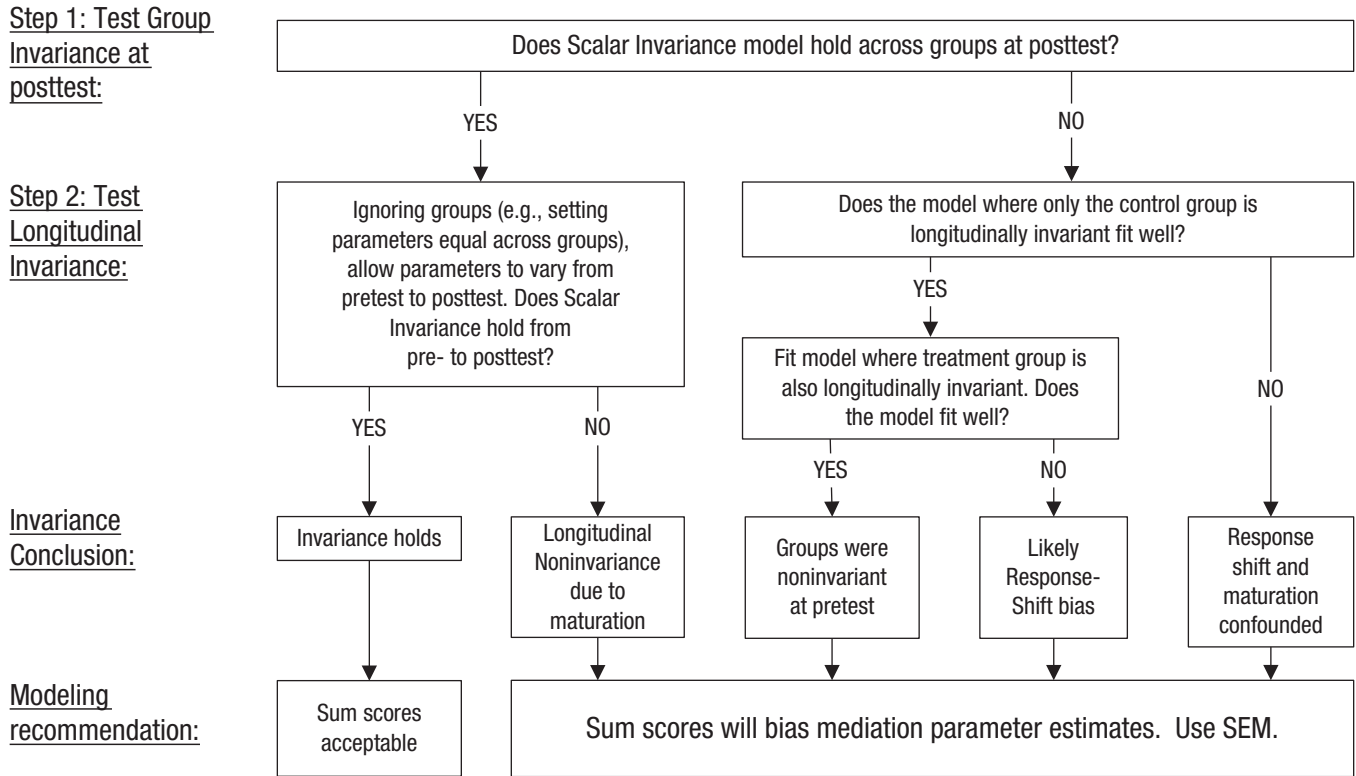 Step 1: Test Group
Invariance at
posttest:
Does Scalar Invariance model hold across groups at posttest?
YES
NO
Step 2: Test
Longitudinal
Invariance:
Ignoring groups (e.g., setting
parameters equal across groups),
allow parameters to vary from
pretest to posttest. Does Scalar
Invariance hold from
pre- to posttest?
Does the model where only the control group is
longitudinally invariant fit well?
YES
NO
Fit model where treatment group is
also longitudinally invariant. Does
the model fit well?
YES
NO
YES
NO
Invariance
Conclusion:
Invariance holds
Longitudinal
Noninvariance
due to
maturation
Groups were
noninvariant
at pretest
Likely
Response-
Shift bias
Response
shift and
maturation
confounded
Modeling
recommendation:
Sum scores
acceptable
Sum scores will bias mediation parameter estimates. Use SEM.